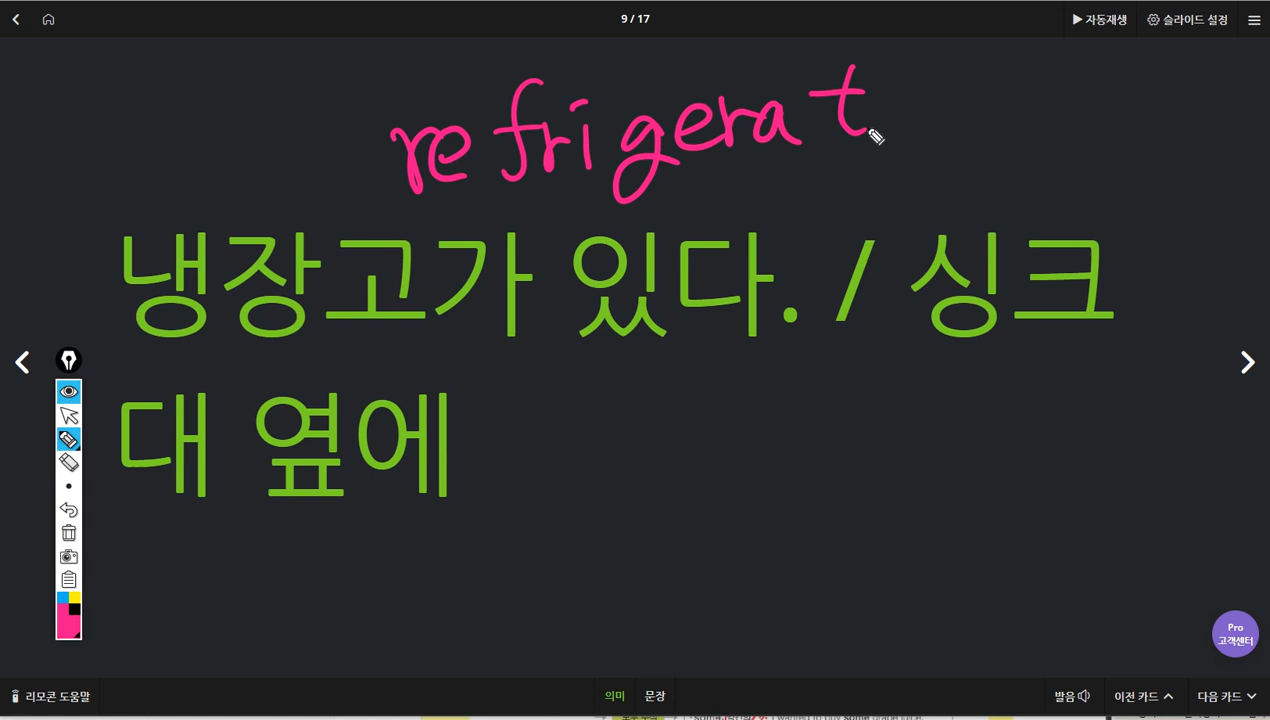 9 / 17
자동재생
슬라이드 설정
refrigerat
냉장고가 있다. / 싱크
대 옆에
Pro
고객센터
리모콘 도움말
의미
문장
발음
이전 카드
다음 카드